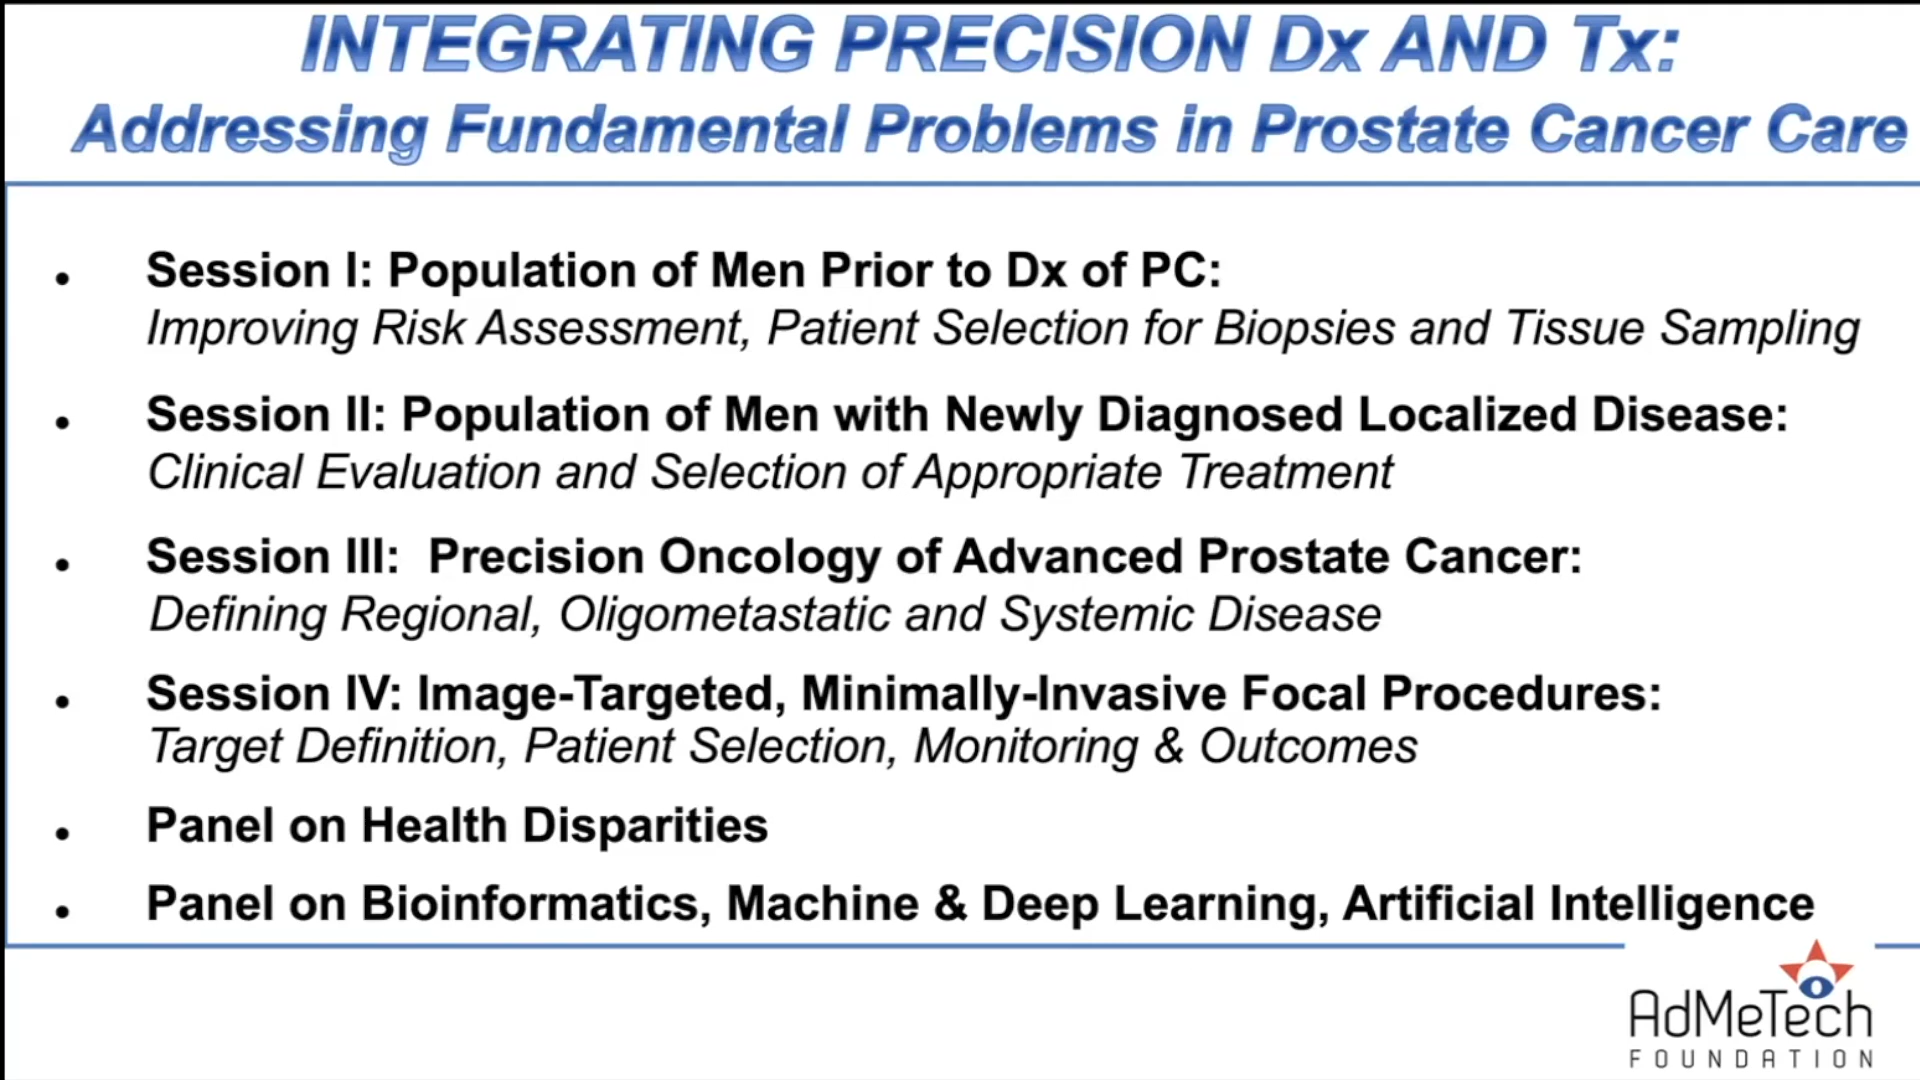 INTEGRATING PRECISION Dx AND Tx:
Addressing Fundamental Problems in Prostate Cancer Care
• Session I: Population of Men Prior to Dx of PC:
Improving Risk Assessment, Patient Selection for Biopsies and Tissue Sampling
• Session II: Population of Men with Newly Diagnosed Localized Disease:
Clinical Evaluation and Selection of Appropriate Treatment
• Session III: Precision Oncology of Advanced Prostate Cancer:
Defining Regional, Oligometastatic and Systemic Disease
• Session IV: Image-Targeted, Minimally-Invasive Focal Procedures:
Target Definition, Patient Selection, Monitoring & Outcomes
• Panel on Health Disparities
• Panel on Bioinformatics, Machine & Deep Learning, Artificial Intelligence
AdMeTech
FOUNDATION